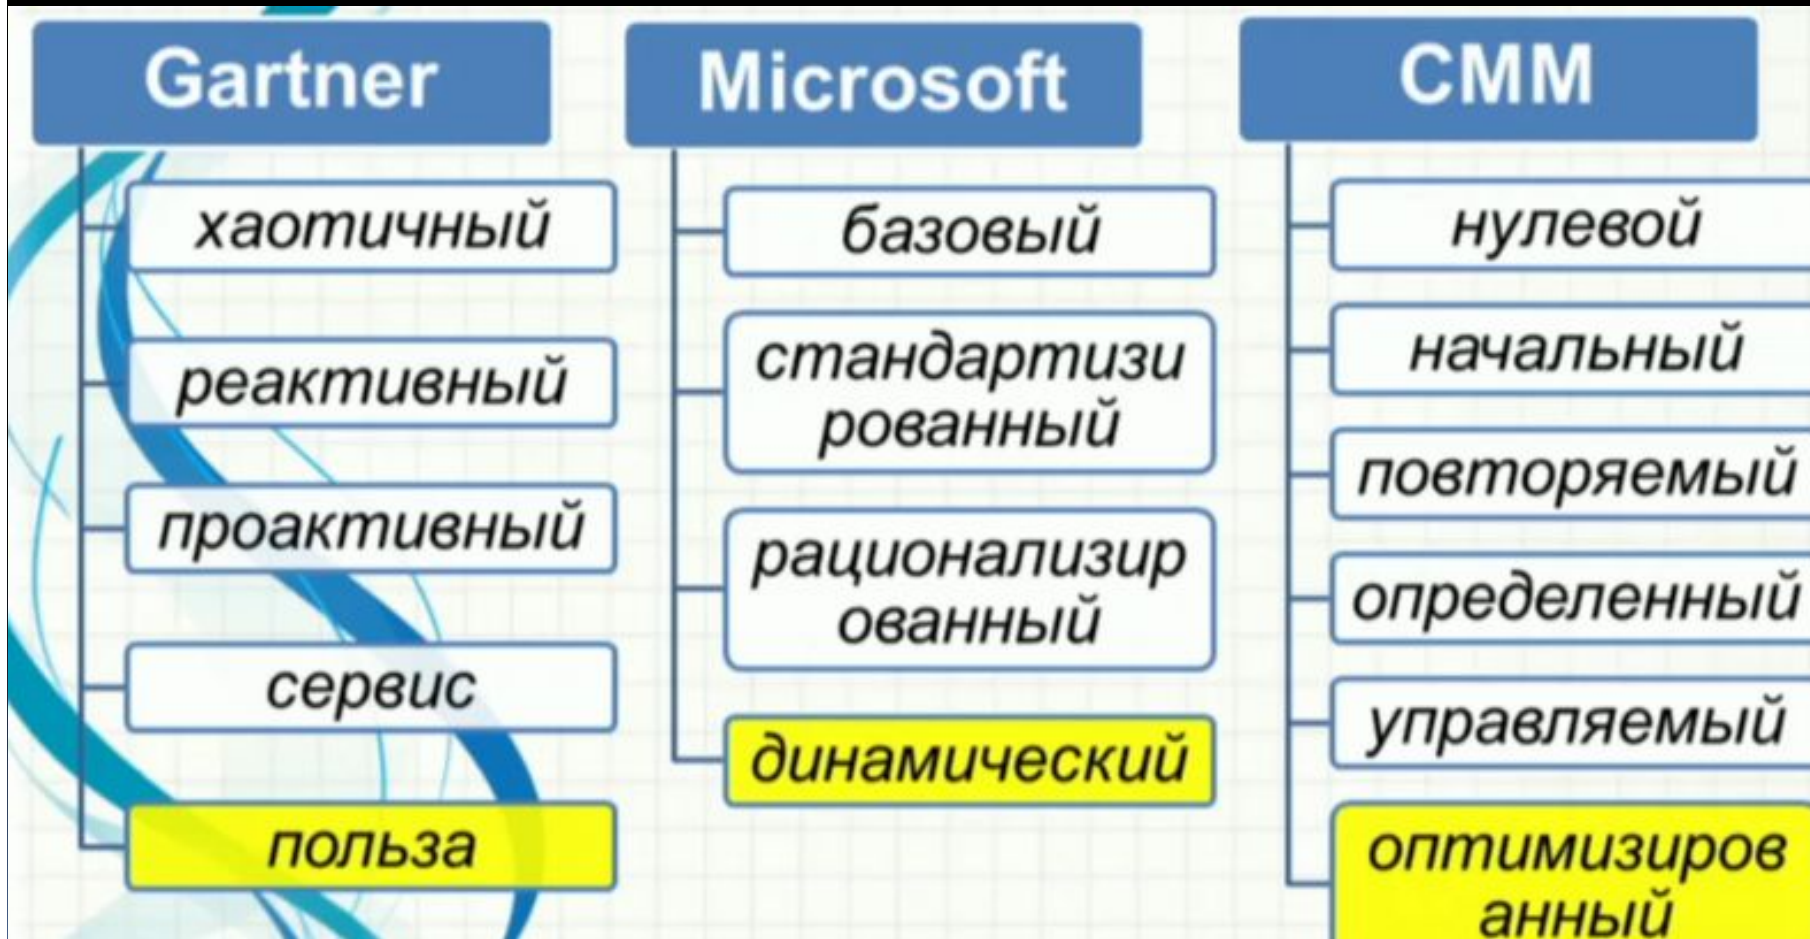 Gartner
хаотичный
реактивный
проактивный
сервис
польза
Microsoft
базовый
стандартизи
рованный
рационализир
ованный
динамический
CMM
нулевой
начальный
повторяемый
определенный
управляемый
оптимизиров
анный